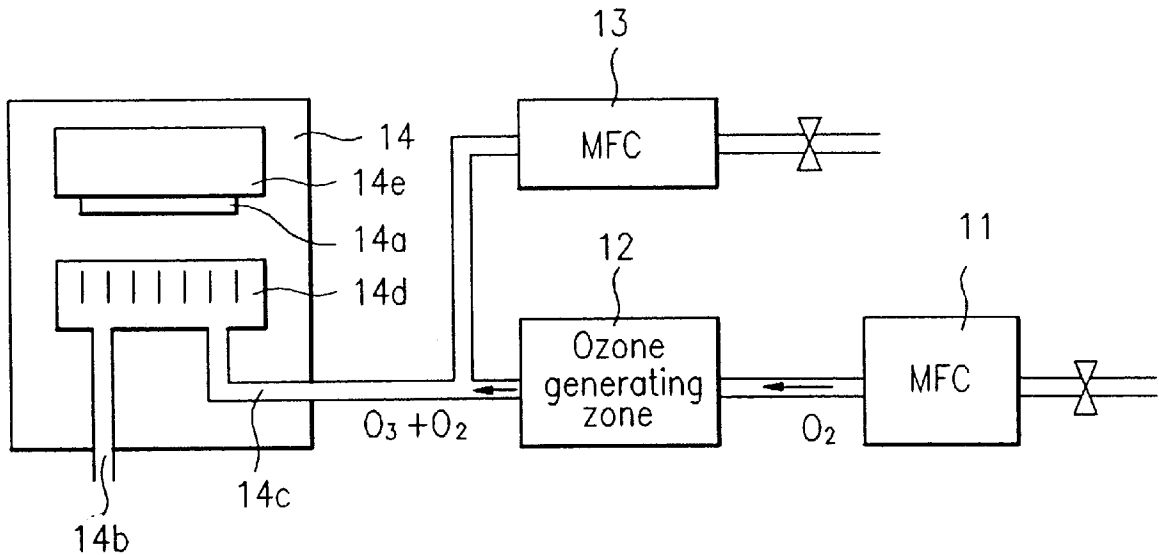 13
MFC
14
14e
14a
14d
12
Ozone
generating
zone
11
MFC
O₃+O₂
O₂
14c
14b